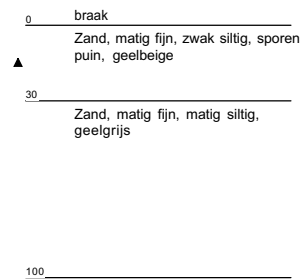 0 braak
Zand, matig fijn, zwak siltig, sporen
puin, geelbeige
30
Zand, matig fijn, matig siltig,
geelgrijs
100